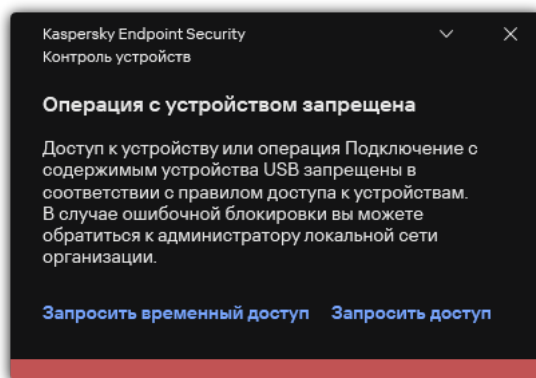 Kaspersky Endpoint Security
Контроль устройств
Операция с устройством запрещена
Доступ к устройству или операция Подключение с
содержимым устройства USB запрещены в
соответствии с правилом доступа к устройствам.
В случае ошибочной блокировки вы можете
обратиться к администратору локальной сети
организации.
Запросить временный доступ Запросить доступ